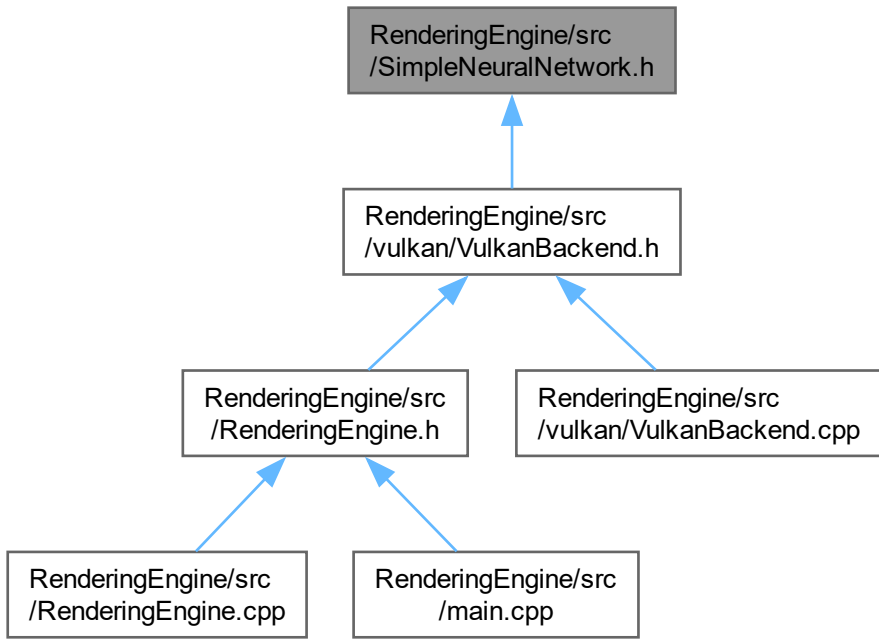 RenderingEngine/src
/SimpleNeuralNetwork.h
RenderingEngine/src
/vulkan/VulkanBackend.h
RenderingEngine/src
/RenderingEngine.h
RenderingEngine/src
/vulkan/VulkanBackend.cpp
RenderingEngine/src
/RenderingEngine.cpp
RenderingEngine/src
/main.cpp